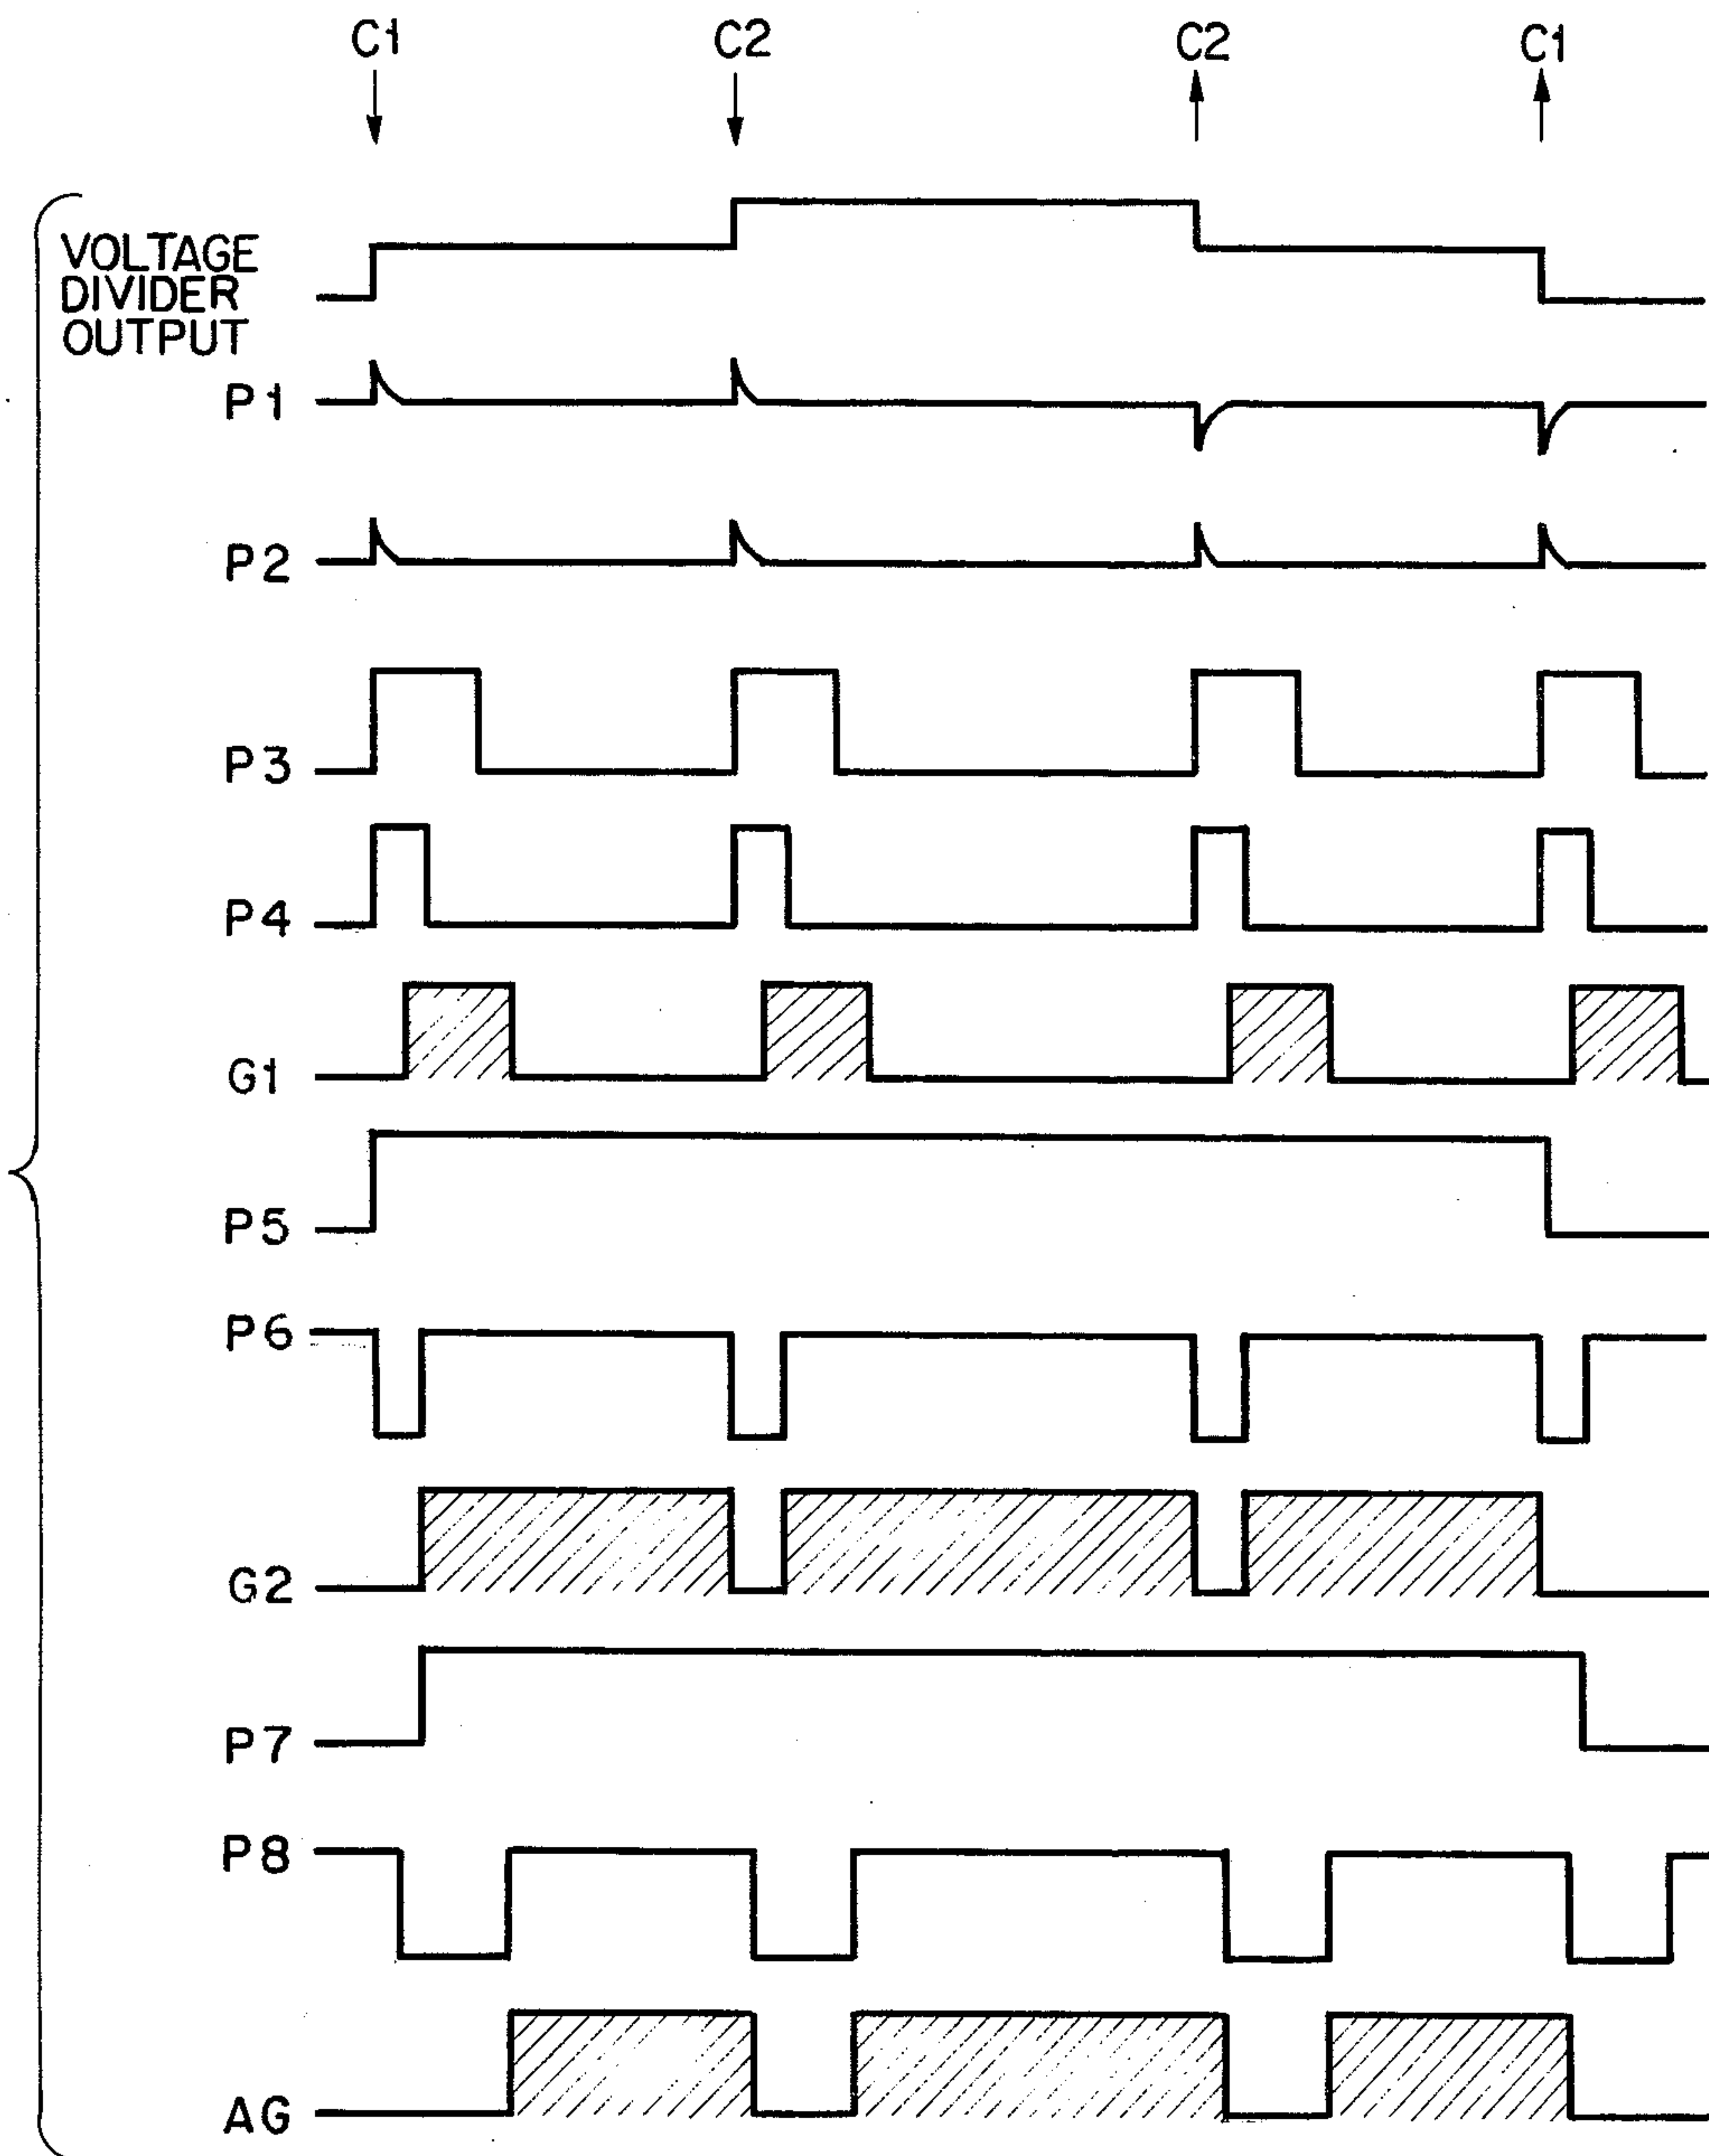 C1 C2 C2 C1
VOLTAGE
DIVIDER
OUTPUT
P1
P2
P3
P4
G1
P5
P6
G2
P7
P8
AG